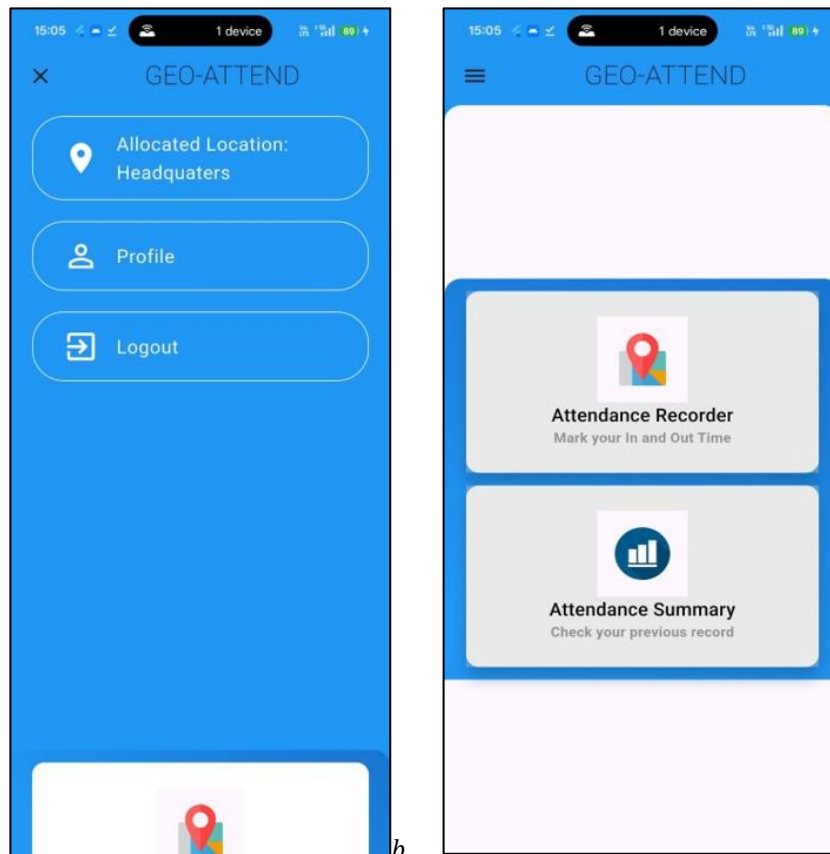 15:05
1 device
89
GEO-ATTEND
Allocated Location:
Headquaters
Profile
Logout
b
15:05
1 device
89
GEO-ATTEND
Attendance Recorder
Mark your In and Out Time
Attendance Summary
Check your previous record